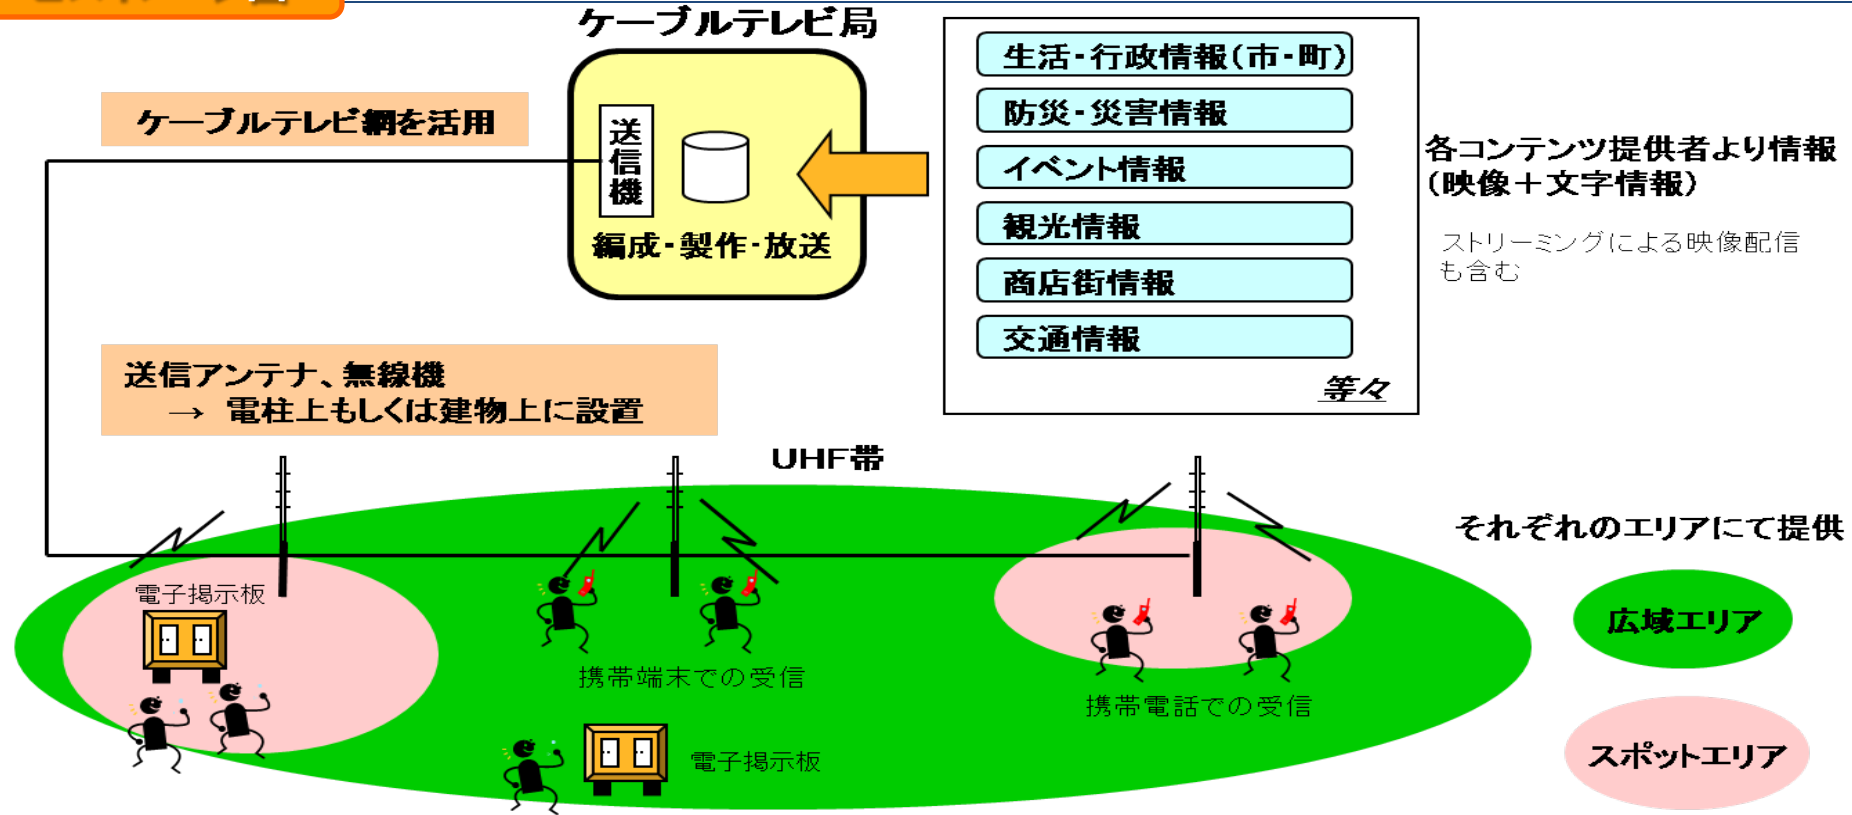 ケーブルテレビ局
生活・行政情報（市・町）
防災・災害情報
イベント情報
観光情報
商店街情報
交通情報
等々
ケーブルテレビ網を活用
送信機
編成・製作・放送
各コンテンツ提供者より情報
（映像＋文字情報）
ストリーミングによる映像配信
も含む
送信アンテナ、無線機
→ 電柱上もしくは建物上に設置
UHF帯
それぞれのエリアにて提供
電子掲示板
携帯端末での受信
携帯電話での受信
電子掲示板
広域エリア
スポットエリア